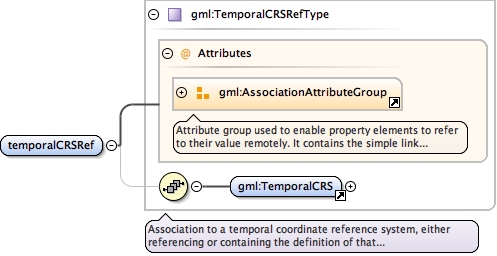 gml:TemporalCRSRefType
@ Attributes
gml:AssociationAttributeGroup
Attribute group used to enable property elements to refer
to their value remotely. It contains the simple link...
temporalCRSRef
gml:TemporalCRS
Association to a temporal coordinate reference system, either
referencing or containing the definition of that...